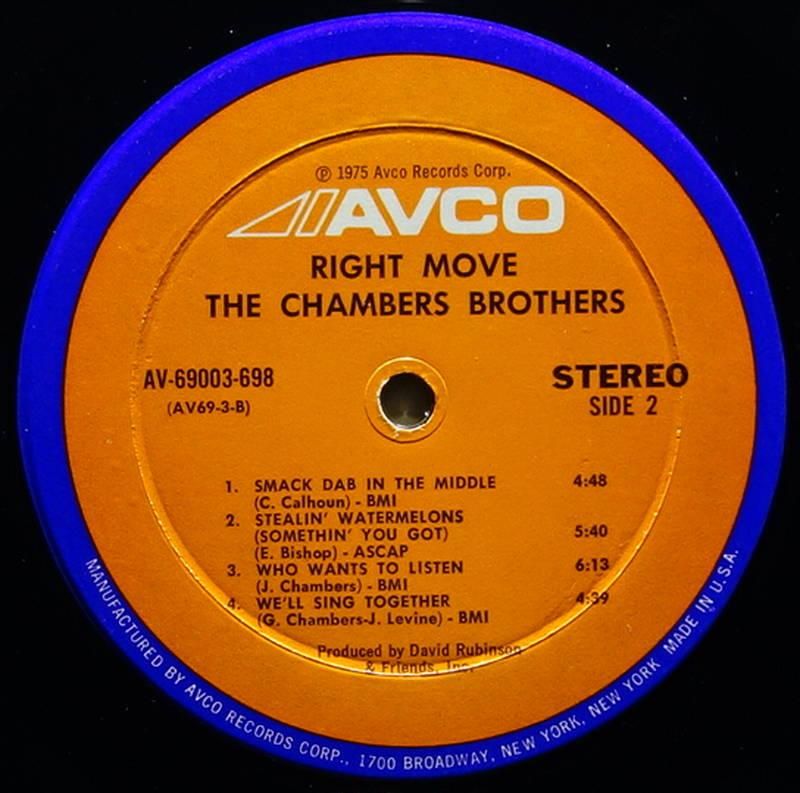 ℗ 1975 Avco Records Corp.
AVCO
RIGHT MOVE
THE CHAMBERS BROTHERS
AV-69003-698
(AV69-3-B)
STEREO
SIDE 2
1. SMACK DAB IN THE MIDDLE 4:48
(C. Calhoun) - BMI
2. STEALIN' WATERMELONS
(SOMETHIN' YOU GOT) 5:40
(E. Bishop) - ASCAP
3. WHO WANTS TO LISTEN 6:13
(J. Chambers) - BMI
4. WE'LL SING TOGETHER 4:39
(G. Chambers-J. Levine) - BMI
Produced by David Rubinson
& Friends, Inc.
MANUFACTURED BY AVCO RECORDS CORP., 1700 BROADWAY, NEW YORK, NEW YORK MADE IN U.S.A.